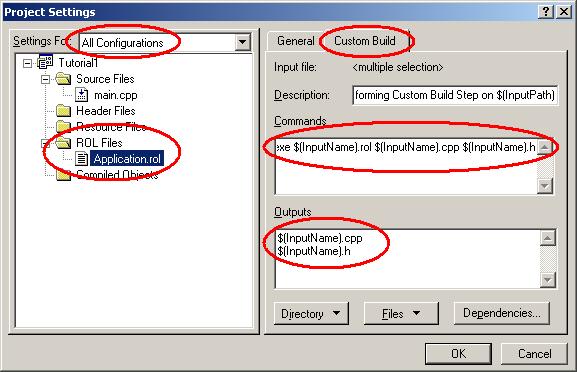 Project Settings
Settings For:
All Configurations
Tutorial1
Source Files
main.cpp
Header Files
Resource Files
ROL Files
Application.rol
Compiled Objects
General
Custom Build
Input file:
<multiple selection>
Description:
forming Custom Build Step on $(InputPath)
Commands
exe $(InputName).rol $(InputName).cpp $(InputName).h
Outputs
$(InputName).cpp
$(InputName).h
Directory
Files
Dependencies...
OK
Cancel